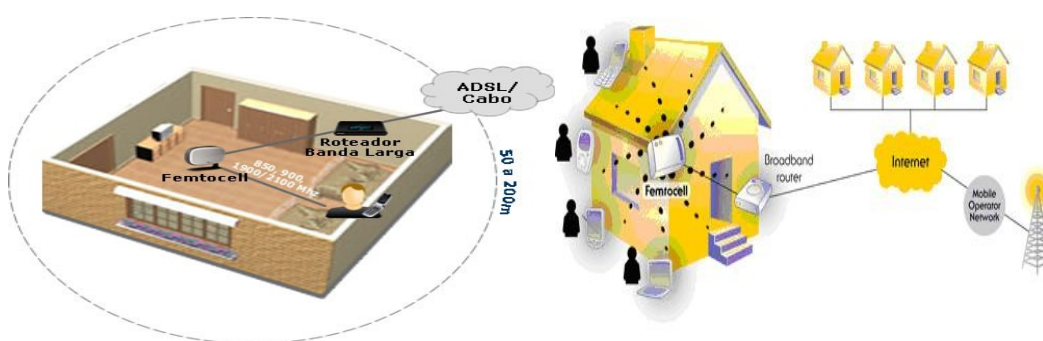 ADSL/
Cabo
Roteador
Banda Larga
850, 900,
1900/2100 Mhz
Femtocell
50 a 200m
Femtocell
Broadband
router
Internet
Mobile
Operator
Network